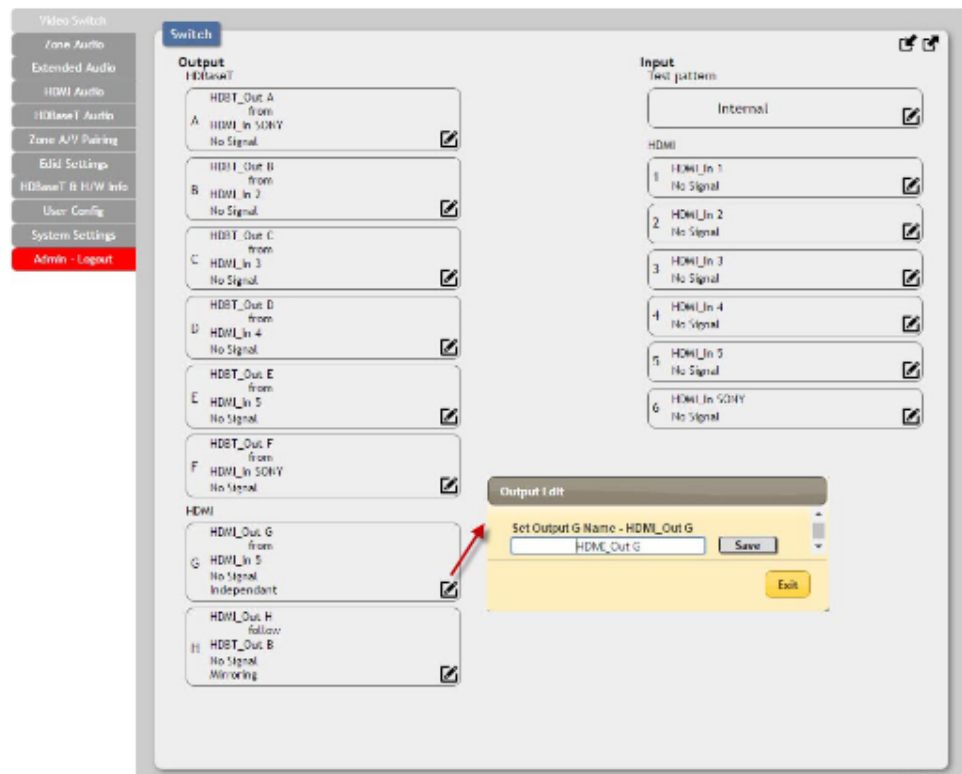 Video Switch
Zone Audio
Extended Audio
HDMI Audio
HDBaseT Audio
Zone A/V Pairing
Edid Settings
HDBaseT & H/W Info
User Config
System Settings
Admin - Logout
Switch
Output
HDBaseT
A
HDBT_Out A
from
HDMI_In SONY
No Signal
B
HDBT_Out B
from
HDMI_In 2
No Signal
C
HDBT_Out C
from
HDMI_In 3
No Signal
D
HDBT_Out D
from
HDMI_In 4
No Signal
E
HDBT_Out E
from
HDMI_In 5
No Signal
F
HDBT_Out F
from
HDMI_In SONY
No Signal
HDMI
G
HDMI_Out G
from
HDMI_In 5
No Signal
Independant
H
HDMI_Out H
follow
HDBT_Out B
No Signal
Mirroring
Input
Test pattern
Internal
HDMI
1
HDMI_In 1
No Signal
2
HDMI_In 2
No Signal
3
HDMI_In 3
No Signal
4
HDMI_In 4
No Signal
5
HDMI_In 5
No Signal
6
HDMI_In SONY
No Signal
Output Edit
Set Output G Name - HDMI_Out G
HDMI_Out G
Save
Exit